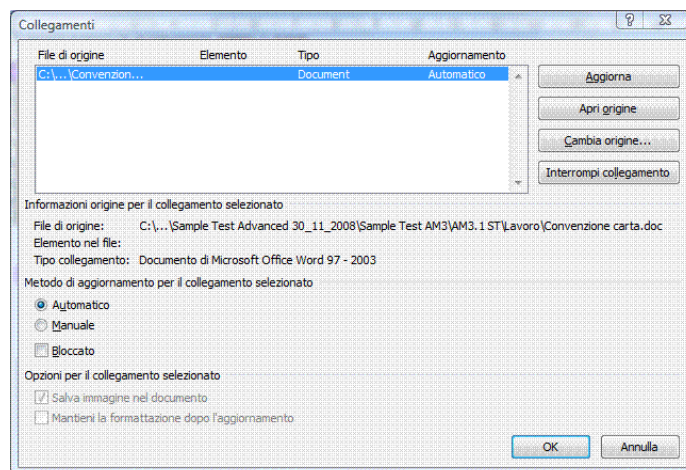 Collegamenti
File di origine Elemento Tipo Aggiornamento
C:\...\Convenzion... Document Automatico
Aggiorna
Apri origine
Cambia origine...
Interrompi collegamento
Informazioni origine per il collegamento selezionato
File di origine: C:\...\Sample Test Advanced 30_11_2008\Sample Test AM3\AM3.1 ST\Lavoro\Convenzione carta.doc
Elemento nel file:
Tipo collegamento: Documento di Microsoft Office Word 97 - 2003
Metodo di aggiornamento per il collegamento selezionato
Automatico
Manuale
Bloccato
Opzioni per il collegamento selezionato
Salva immagine nel documento
Mantieni la formattazione dopo l'aggiornamento
OK Annulla